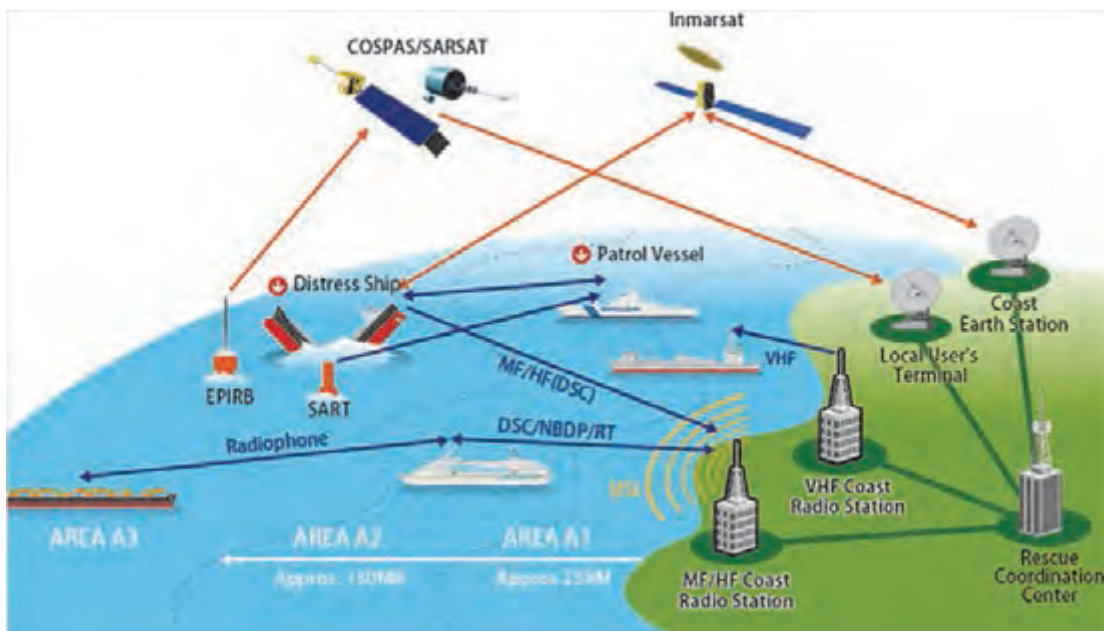 Inmarsat
COSPAS/SARSAT
Patrol Vessel
Distress Ship
Coast
Earth Station
VHF
Local User's
Terminal
EPIRB
SART
MF/HF(DSC)
Radiophone
DSC/NBDP/RT
VHF Coast
Radio Station
AREA A3
AREA A2
AREA A1
Approx.
Approx.
MF/HF Coast
Radio Station
Rescue
Coordination
Center